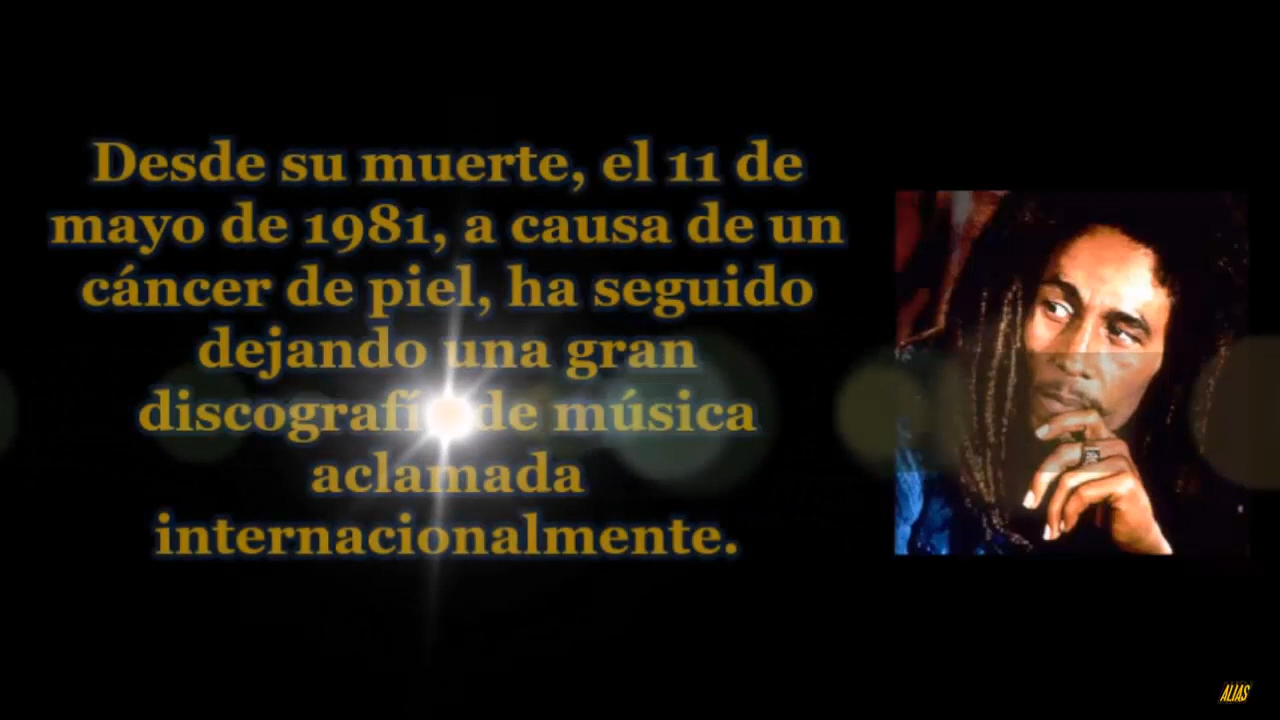 Desde su muerte, el 11 de
mayo de 1981, a causa de un
cáncer de piel, ha seguido
dejando una gran
discografía de música
aclamada
internacionalmente.
ALIAS